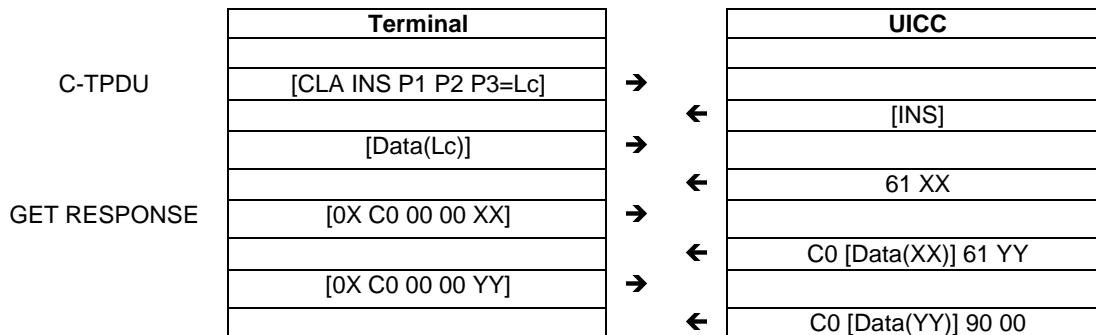 Terminal UICC
C-TPDU [CLA INS P1 P2 P3=Lc] ➔
🡰 [INS]
[Data(Lc)] ➔
🡰 61 XX
GET RESPONSE [0X C0 00 00 XX] ➔
🡰 C0 [Data(XX)] 61 YY
[0X C0 00 00 YY] ➔
🡰 C0 [Data(YY)] 90 00